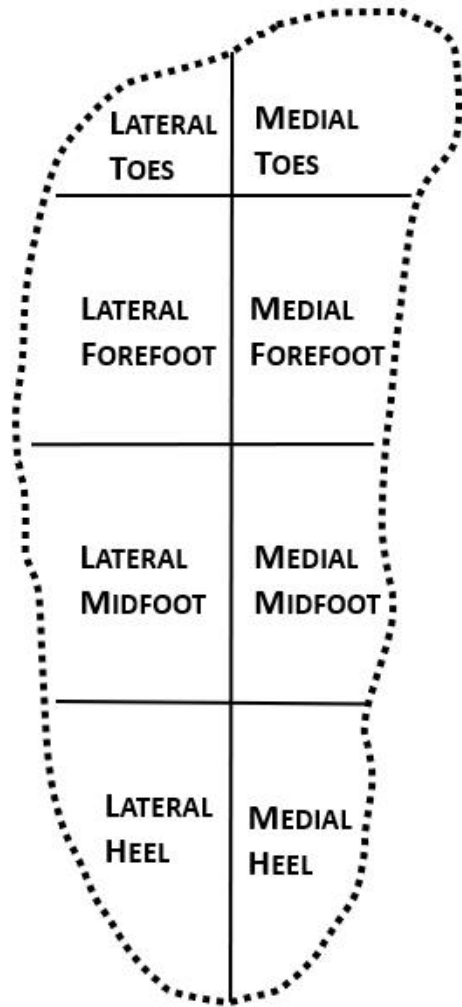 LATERAL
TOES
MEDIAL
TOES
LATERAL
FOREFOOT
MEDIAL
FOREFOOT
LATERAL
MIDFOOT
MEDIAL
MIDFOOT
LATERAL
HEEL
MEDIAL
HEEL